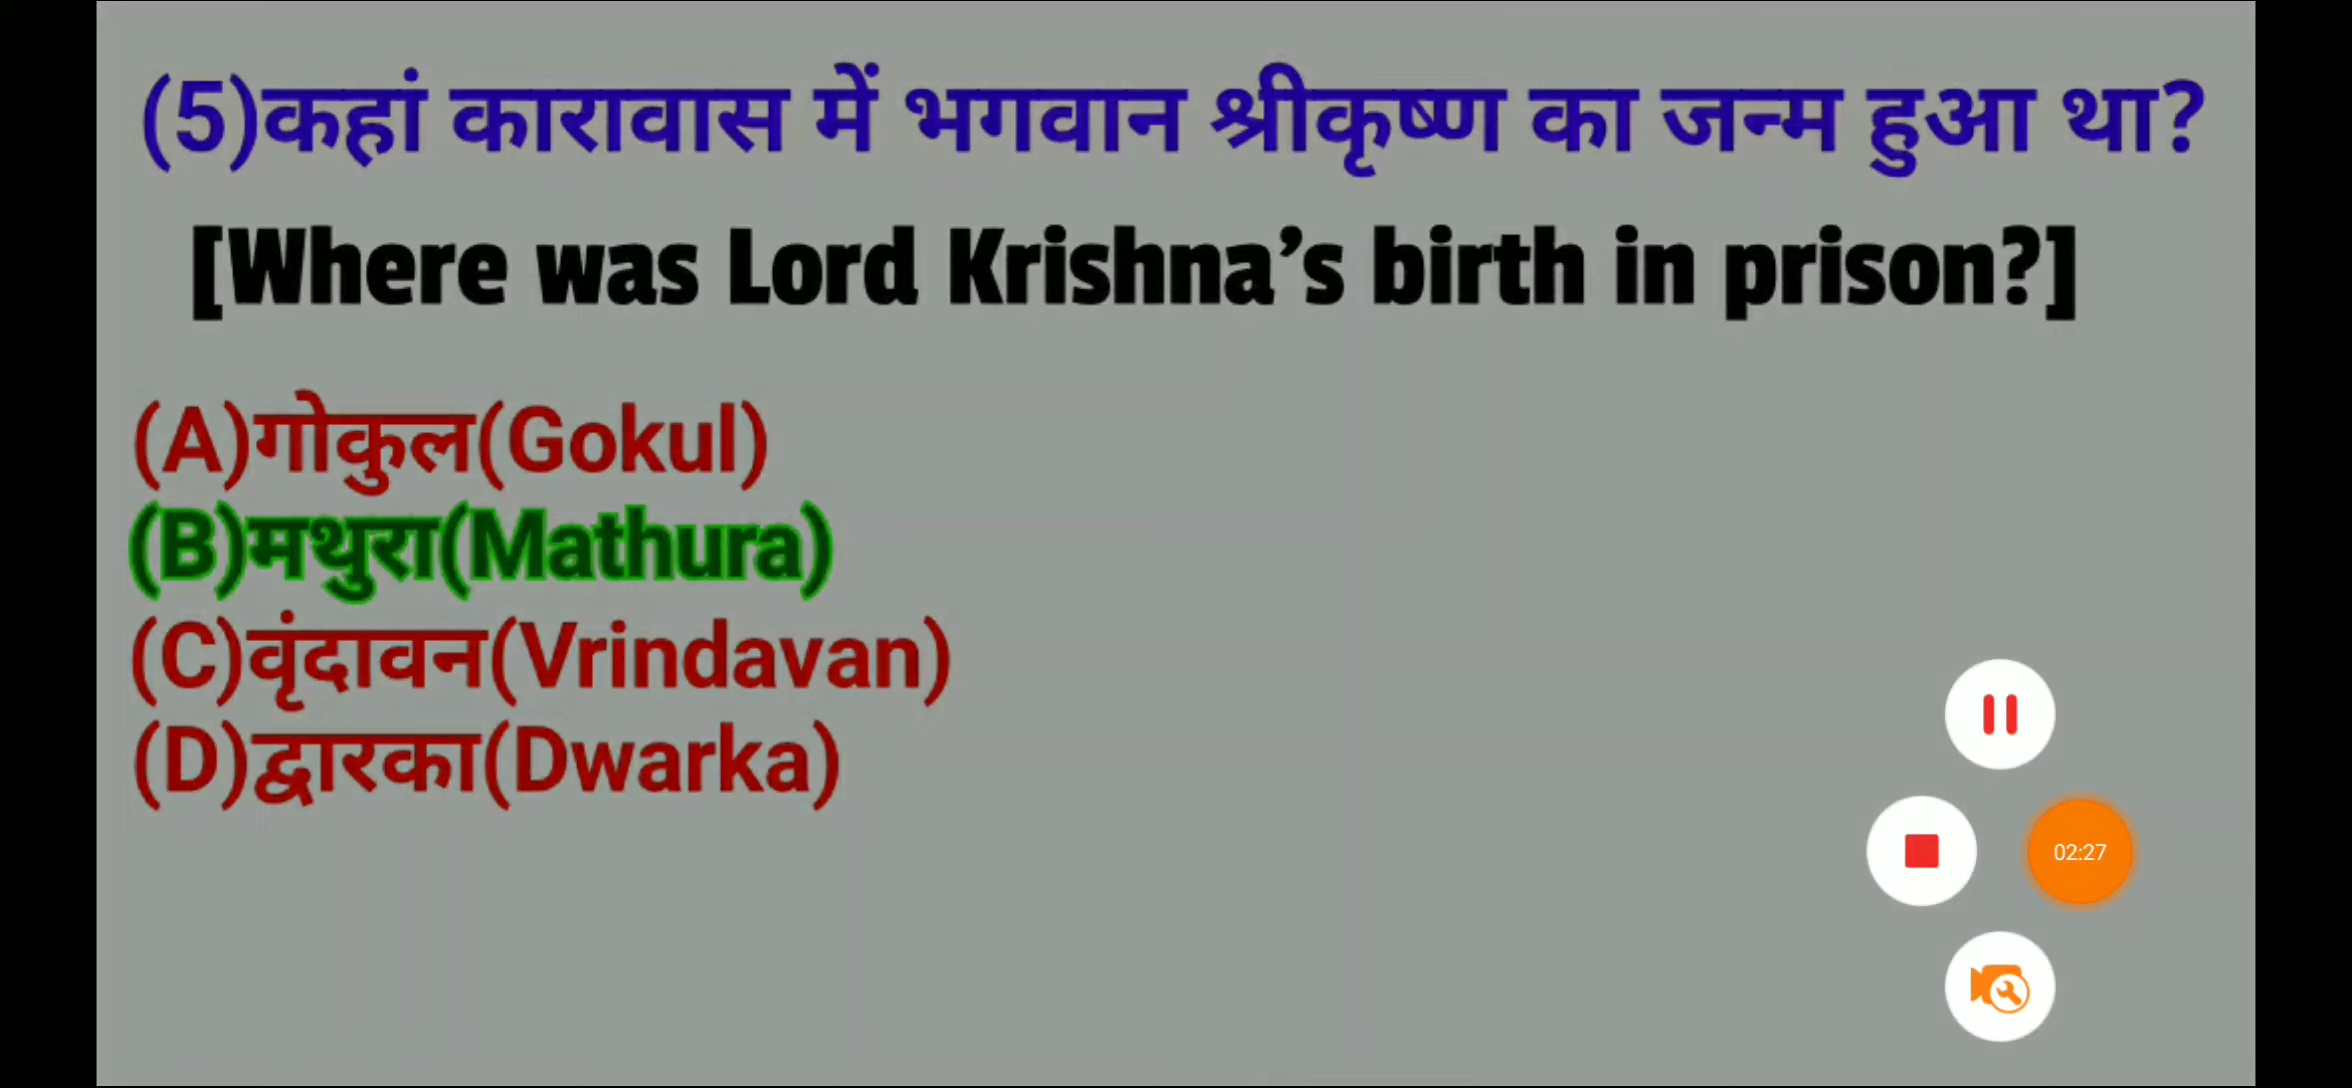 (5)कहां कारावास में भगवान श्रीकृष्ण का जन्म हुआ था?
[Where was Lord Krishna's birth in prison?]
(A)गोकुल(Gokul)
(B)मथुरा(Mathura)
(C)वृंदावन(Vrindavan)
(D)द्वारका(Dwarka)
02:27